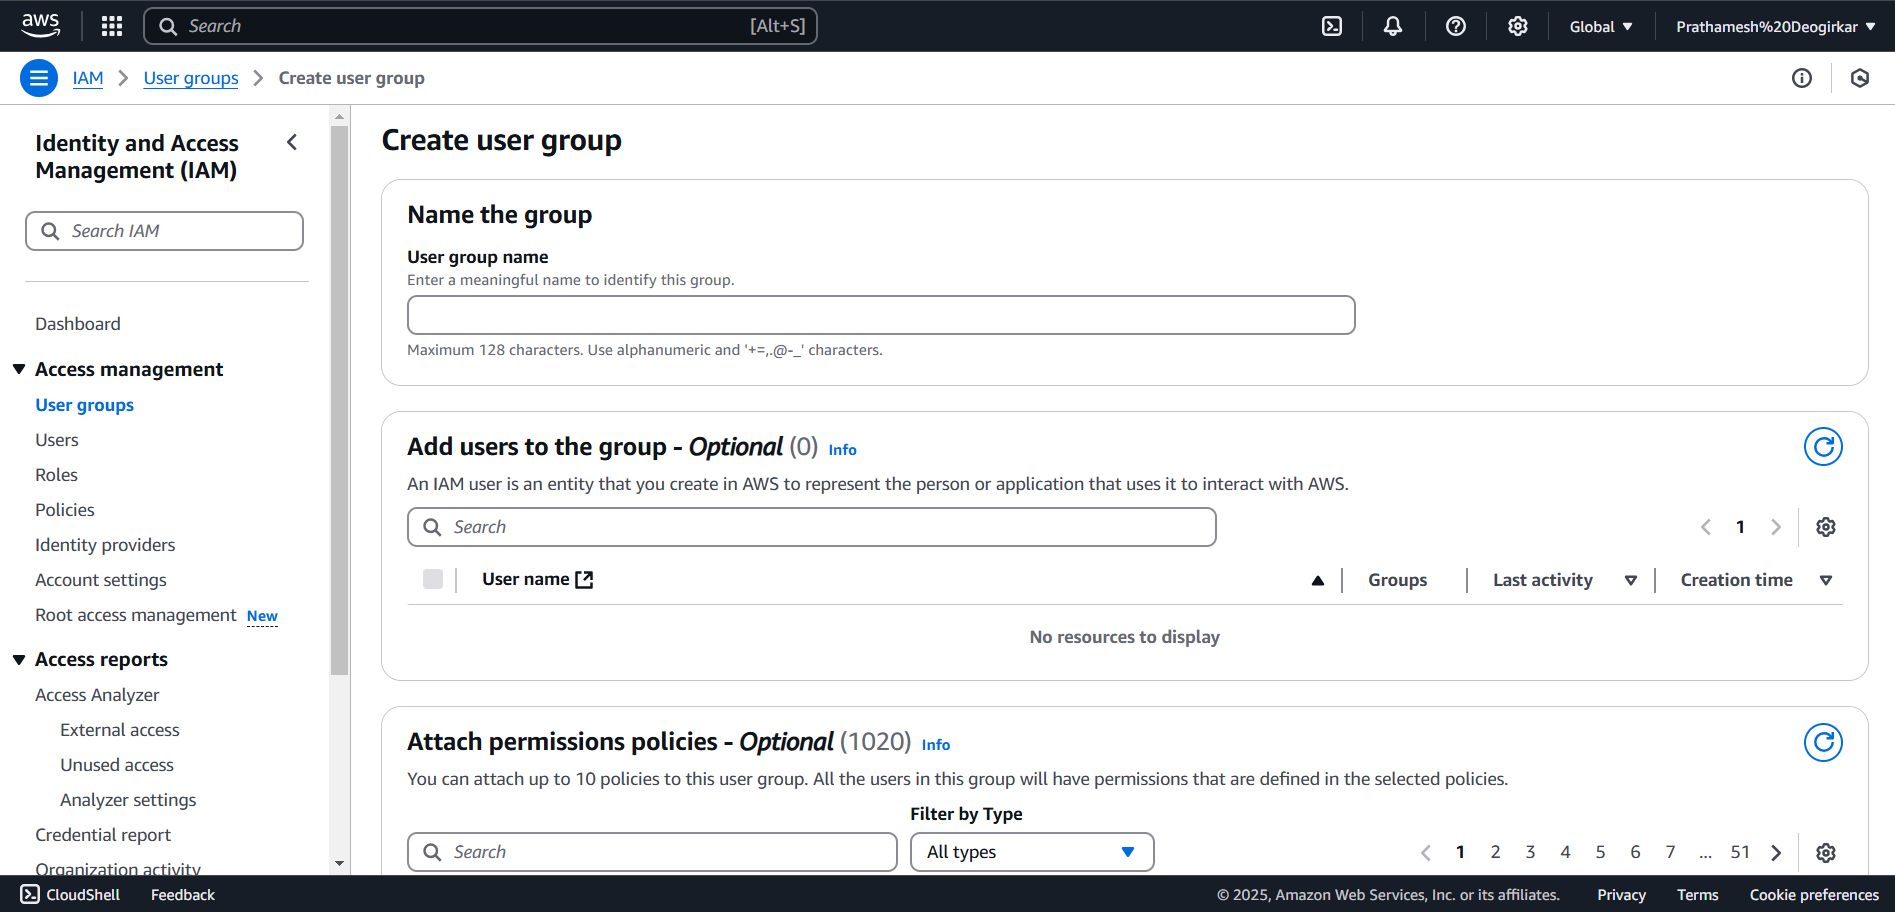 aws
Search [Alt+S]
Global
Prathamesh%20Deogirkar
IAM
User groups
Create user group
Identity and Access
Management (IAM)
Search IAM
Dashboard
Access management
User groups
Users
Roles
Policies
Identity providers
Account settings
Root access management New
Access reports
Access Analyzer
External access
Unused access
Analyzer settings
Credential report
Organization activity
Create user group
Name the group
User group name
Enter a meaningful name to identify this group.
Maximum 128 characters. Use alphanumeric and '+=,.@-_' characters.
Add users to the group - Optional (0) Info
An IAM user is an entity that you create in AWS to represent the person or application that uses it to interact with AWS.
Search
1
User name Groups Last activity Creation time
No resources to display
Attach permissions policies - Optional (1020) Info
You can attach up to 10 policies to this user group. All the users in this group will have permissions that are defined in the selected policies.
Filter by Type
Search
All types
1 2 3 4 5 6 7 ... 51
CloudShell Feedback
© 2025, Amazon Web Services, Inc. or its affiliates. Privacy Terms Cookie preferences